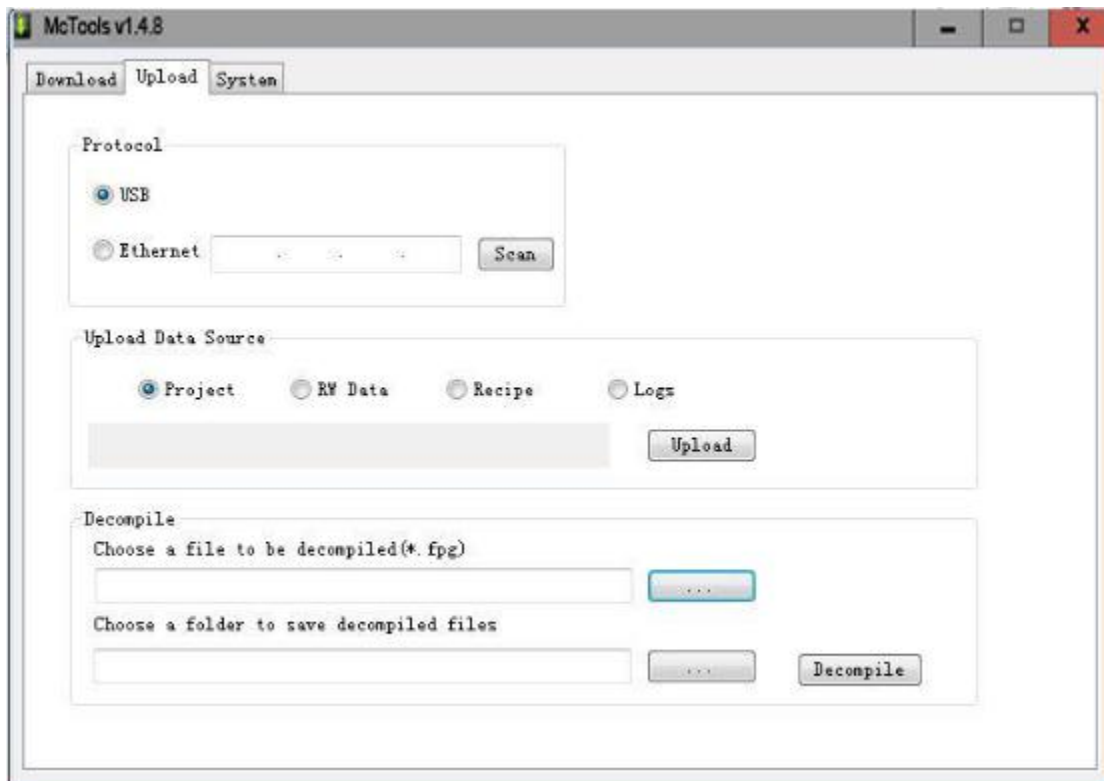 McTools v1.4.8
X
Download Upload System
Protocol
USB
Ethernet . . . Scan
Upload Data Source
Project RW Data Recipe Logs
Upload
Decompile
Choose a file to be decompiled(*.fpg)
...
Choose a folder to save decompiled files
... Decompile